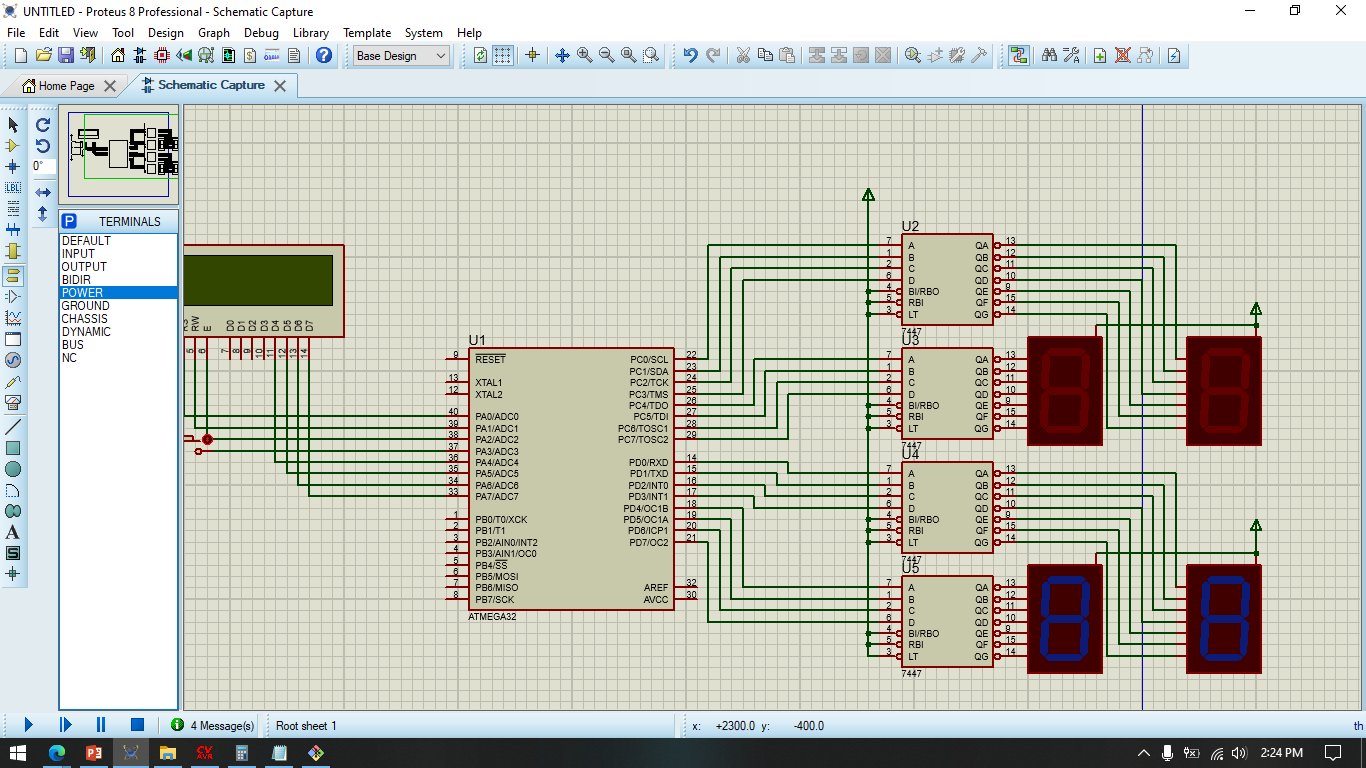 UNTITLED - Proteus 8 Professional - Schematic Capture
File Edit View Tool Design Graph Debug Library Template System Help
Base Design
Home Page
Schematic Capture
0°
LBL
P TERMINALS
DEFAULT
INPUT
OUTPUT
BIDIR
POWER
GROUND
CHASSIS
DYNAMIC
BUS
NC
A
S
RS RW E D0 D1 D2 D3 D4 D5 D6 D7
5 6 7 8 9 10 11 12 13 14
U1
9 RESET
13 XTAL1
12 XTAL2
40 PA0/ADC0
39 PA1/ADC1
38 PA2/ADC2
37 PA3/ADC3
36 PA4/ADC4
35 PA5/ADC5
34 PA6/ADC6
33 PA7/ADC7
1 PB0/T0/XCK
2 PB1/T1
3 PB2/AIN0/INT2
4 PB3/AIN1/OC0
5 PB4/SS
6 PB5/MOSI
7 PB6/MISO
8 PB7/SCK
PC0/SCL 22
PC1/SDA 23
PC2/TCK 24
PC3/TMS 25
PC4/TDO 26
PC5/TDI 27
PC6/TOSC1 28
PC7/TOSC2 29
PD0/RXD 14
PD1/TXD 15
PD2/INT0 16
PD3/INT1 17
PD4/OC1B 18
PD5/OC1A 19
PD6/ICP1 20
PD7/OC2 21
AREF 32
AVCC 30
ATMEGA32
U2
7 A QA 13
1 B QB 12
2 C QC 11
6 D QD 10
4 BI/RBO QE 9
5 RBI QF 15
3 LT QG 14
7447
U3
7 A QA 13
1 B QB 12
2 C QC 11
6 D QD 10
4 BI/RBO QE 9
5 RBI QF 15
3 LT QG 14
7447
U4
7 A QA 13
1 B QB 12
2 C QC 11
6 D QD 10
4 BI/RBO QE 9
5 RBI QF 15
3 LT QG 14
7447
U5
7 A QA 13
1 B QB 12
2 C QC 11
6 D QD 10
4 BI/RBO QE 9
5 RBI QF 15
3 LT QG 14
7447
4 Message(s)
Root sheet 1
x: +2300.0 y: -400.0
th
2:24 PM